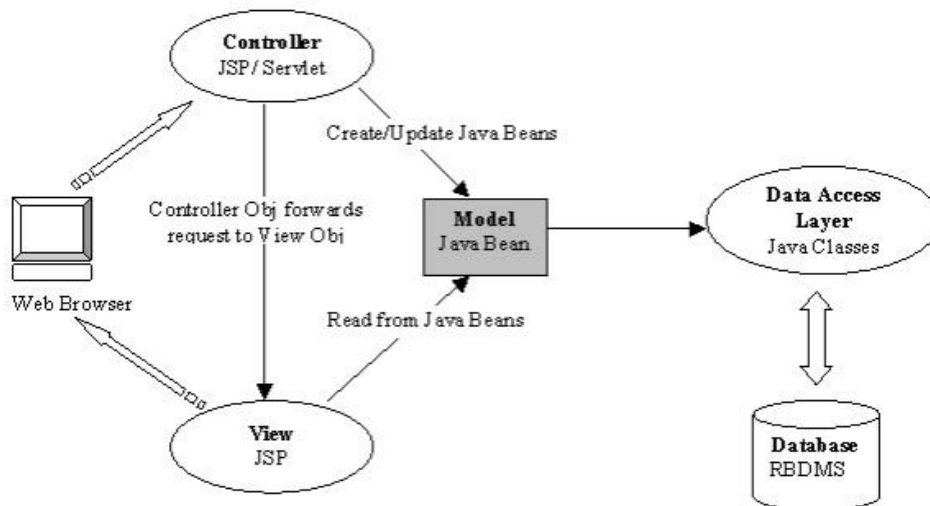 Controller
JSP/ Servlet
Create/Update Java Beans
Controller Obj forwards
request to View Obj
Model
Java Bean
Data Access
Layer
Java Classes
Web Browser
Read from Java Beans
View
JSP
Database
RBDMS